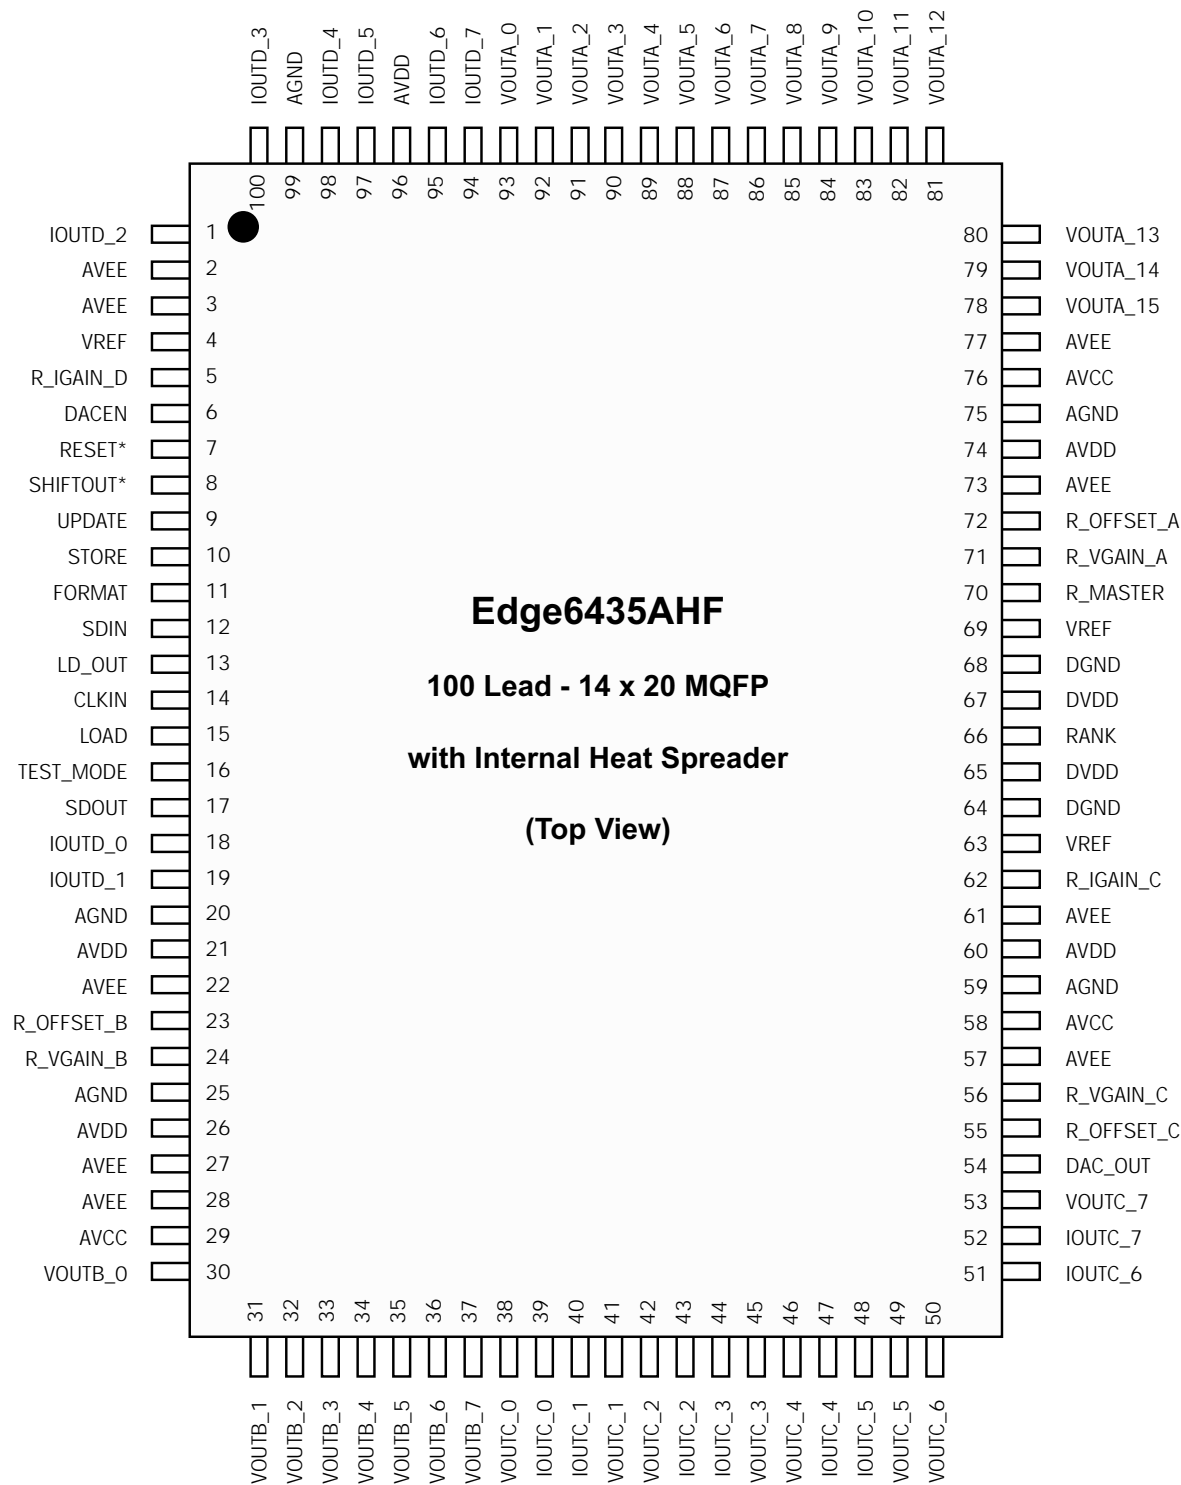 IOUTD_3 AGND IOUTD_4 IOUTD_5 AVDD IOUTD_6 IOUTD_7 VOUTA_0 VOUTA_1 VOUTA_2 VOUTA_3 VOUTA_4 VOUTA_5 VOUTA_6 VOUTA_7 VOUTA_8 VOUTA_9 VOUTA_10 VOUTA_11 VOUTA_12
100 99 98 97 96 95 94 93 92 91 90 89 88 87 86 85 84 83 82 81
IOUTD_2 1 80 VOUTA_13
AVEE 2 79 VOUTA_14
AVEE 3 78 VOUTA_15
VREF 4 77 AVEE
R_IGAIN_D 5 76 AVCC
DACEN 6 75 AGND
RESET* 7 74 AVDD
SHIFTOUT* 8 73 AVEE
UPDATE 9 72 R_OFFSET_A
STORE 10 71 R_VGAIN_A
FORMAT 11 70 R_MASTER
Edge6435AHF
SDIN 12 69 VREF
LD_OUT 13 68 DGND
100 Lead - 14 x 20 MQFP
CLKIN 14 67 DVDD
LOAD 15 66 RANK
with Internal Heat Spreader
TEST_MODE 16 65 DVDD
SDOUT 17 64 DGND
(Top View)
IOUTD_0 18 63 VREF
IOUTD_1 19 62 R_IGAIN_C
AGND 20 61 AVEE
AVDD 21 60 AVDD
AVEE 22 59 AGND
R_OFFSET_B 23 58 AVCC
R_VGAIN_B 24 57 AVEE
AGND 25 56 R_VGAIN_C
AVDD 26 55 R_OFFSET_C
AVEE 27 54 DAC_OUT
AVEE 28 53 VOUTC_7
AVCC 29 52 IOUTC_7
VOUTB_0 30 51 IOUTC_6
31 32 33 34 35 36 37 38 39 40 41 42 43 44 45 46 47 48 49 50
VOUTB_1 VOUTB_2 VOUTB_3 VOUTB_4 VOUTB_5 VOUTB_6 VOUTB_7 VOUTC_0 IOUTC_0 IOUTC_1 VOUTC_1 VOUTC_2 IOUTC_2 IOUTC_3 VOUTC_3 VOUTC_4 IOUTC_4 IOUTC_5 VOUTC_5 VOUTC_6